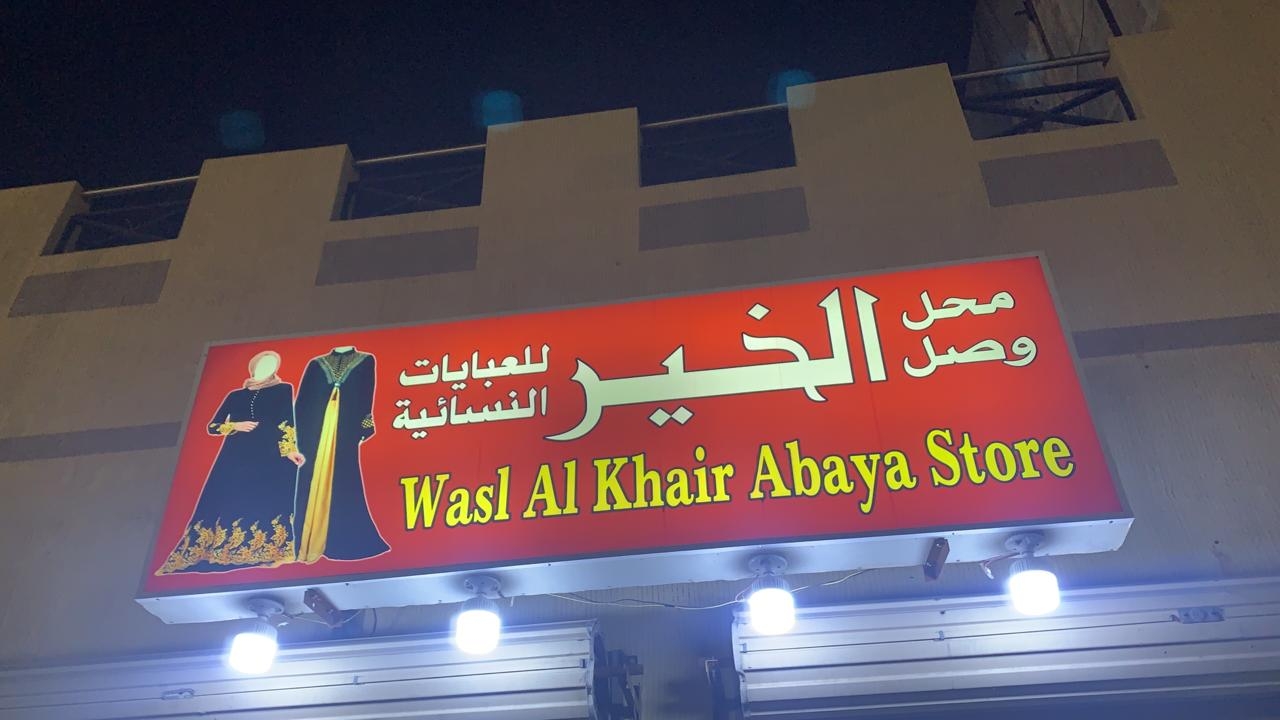 محل وصل الخير للعبايات النسائية
Wasl Al Khair Abaya Store